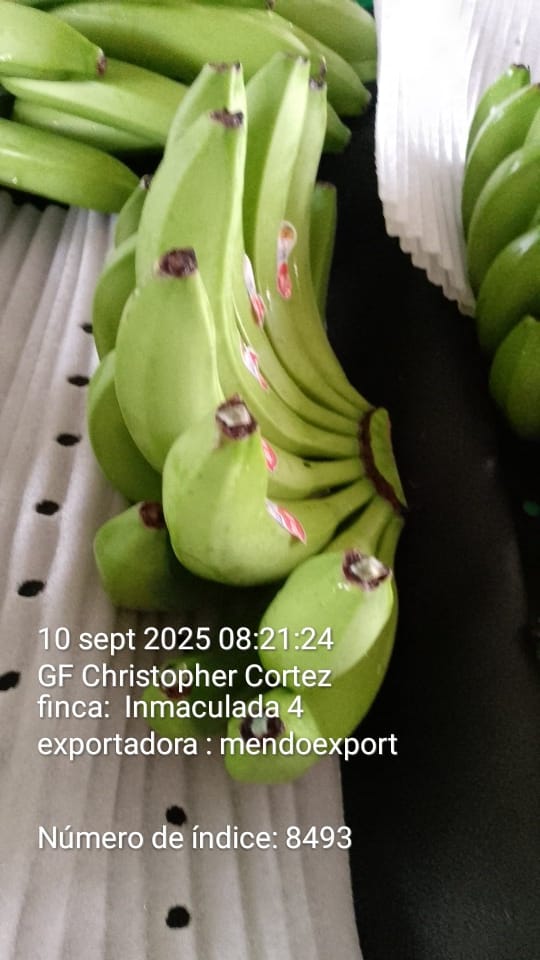 10 sept 2025 08:21:24
GF Christopher Cortez
finca:  Inmaculada 4
exportadora : mendoexport
Número de índice: 8493